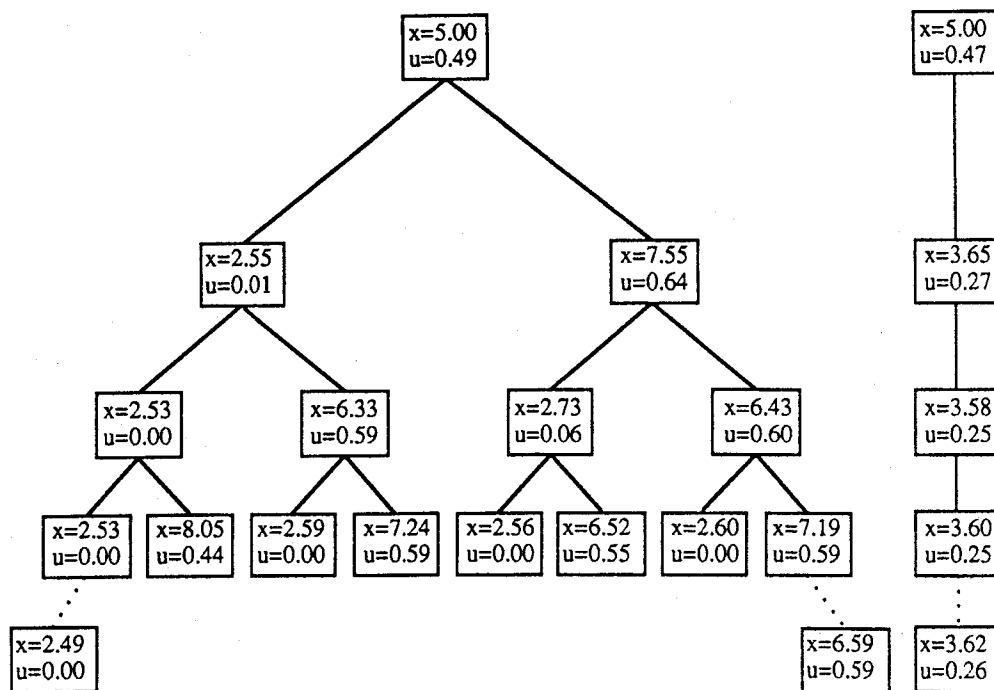 x=5.00
u=0.49
x=5.00
u=0.47
x=2.55
u=0.01
x=7.55
u=0.64
x=3.65
u=0.27
x=2.53
u=0.00
x=6.33
u=0.59
x=2.73
u=0.06
x=6.43
u=0.60
x=3.58
u=0.25
x=2.53
u=0.00
x=8.05
u=0.44
x=2.59
u=0.00
x=7.24
u=0.59
x=2.56
u=0.00
x=6.52
u=0.55
x=2.60
u=0.00
x=7.19
u=0.59
x=3.60
u=0.25
x=2.49
u=0.00
x=6.59
u=0.59
x=3.62
u=0.26